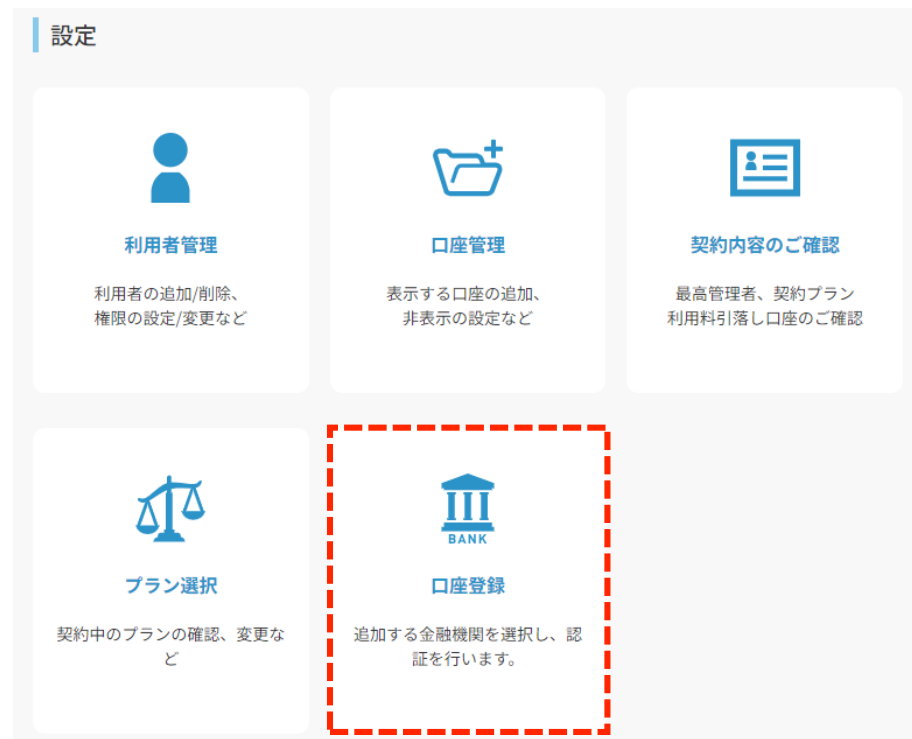 設定
利用者管理
利用者の追加/削除、
権限の設定/変更など
口座管理
表示する口座の追加、
非表示の設定など
契約内容のご確認
最高管理者、契約プラン
利用料引落し口座のご確認
プラン選択
契約中のプランの確認、変更な
ど
BANK
口座登録
追加する金融機関を選択し、認
証を行います。